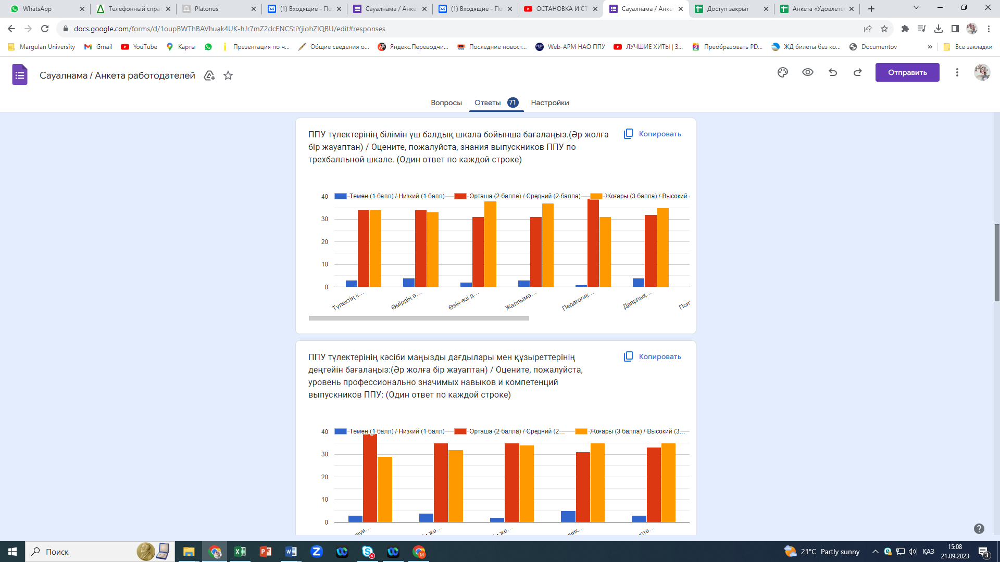 WhatsApp
Телефонный спра
Platonus
(1) Входящие - По
Сауалнама / Анке
(1) Входящие - По
ОСТАНОВКА И СТ
Сауалнама / Анке
Доступ закрыт
Анкета «Удовлетв
docs.google.com/forms/d/1oupBWThBAVhuak4UK-hJr7mZ2dcENCStiYjiohZIQBU/edit#responses
Margulan University
Gmail
YouTube
Карты
Презентация по ч...
Общие сведения о...
Яндекс.Переводчи...
Последние новост...
Web-АРМ НАО ППУ
ЛУЧШИЕ ХИТЫ | 3...
Преобразовать PD...
ЖД билеты без ко...
Documentov
»
Все закладки
Сауалнама / Анкета работодателей
Отправить
Вопросы
Ответы 71
Настройки
ППУ түлектерінің білімін үш балдық шкала бойынша бағалаңыз.(Әр жолға
бір жауаптан) / Оцените, пожалуйста, знания выпускников ППУ по
трехбалльной шкале. (Один ответ по каждой строке)
Копировать
Төмен (1 балл) / Низкий (1 балл)
Орташа (2 балла) / Средний (2 балла)
Жоғары (3 балла) / Высокий
40
30
20
10
0
Түлектің к...
Өмірдің ә...
Өзін-өзі д...
Жалпымә...
Педагогик...
Даярлық...
Пси
ППУ түлектерінің кәсіби маңызды дағдылары мен құзыреттерінің
деңгейін бағалаңыз:(Әр жолға бір жауаптан) / Оцените, пожалуйста,
уровень профессионально значимых навыков и компетенций
выпускников ППУ: (Один ответ по каждой строке)
Копировать
Төмен (1 балл) / Низкий (1 балл)
Орташа (2 балла) / Средний (2...
Жоғары (3 балла) / Высокий (3...
40
30
20
10
0
Поиск
21°C Partly sunny
ҚАЗ
15:08
21.09.2023
3